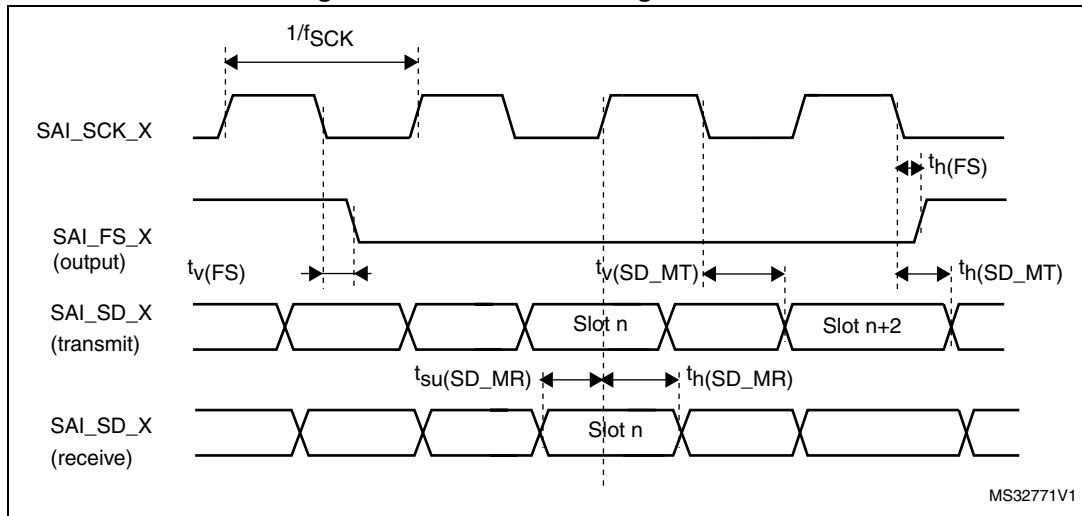 1/fSCK
SAI_SCK_X
th(FS)
SAI_FS_X
(output)
tv(FS)
tv(SD_MT)
th(SD_MT)
SAI_SD_X
(transmit)
Slot n
Slot n+2
tsu(SD_MR)
th(SD_MR)
SAI_SD_X
(receive)
Slot n
MS32771V1